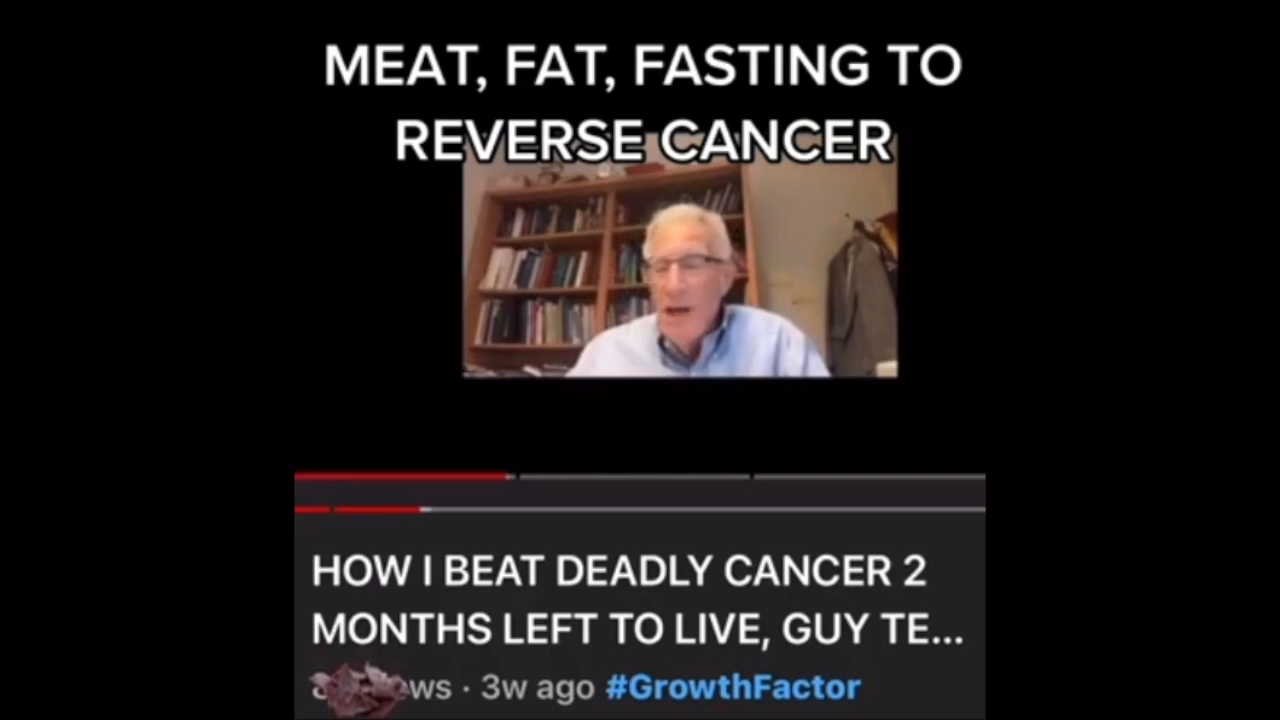 MEAT, FAT, FASTING TO
REVERSE CANCER
HOW I BEAT DEADLY CANCER 2
MONTHS LEFT TO LIVE, GUY TE...
ws · 3w ago #GrowthFactor